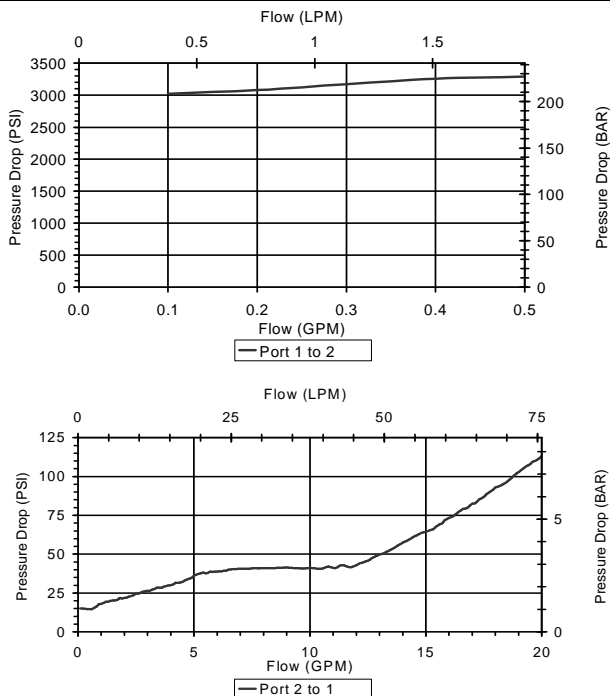 Flow (LPM)
0 0.5 1 1.5
3500
3000
2500
2000
1500
1000
500
0
Pressure Drop (PSI)
200
150
100
50
0
Pressure Drop (BAR)
0.0 0.1 0.2 0.3 0.4 0.5
Flow (GPM)
Port 1 to 2
Flow (LPM)
0 25 50 75
125
100
75
50
25
0
Pressure Drop (PSI)
5
0
Pressure Drop (BAR)
0 5 10 15 20
Flow (GPM)
Port 2 to 1